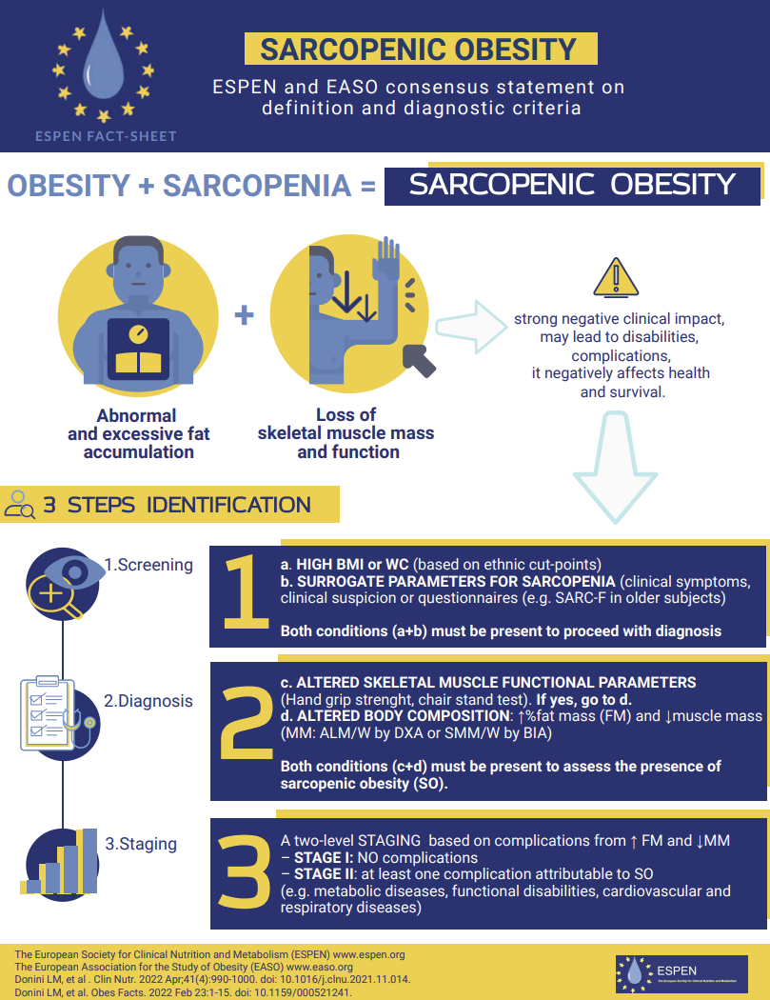 SARCOPENIC OBESITY
ESPEN and EASO consensus statement on
definition and diagnostic criteria
ESPEN FACT-SHEET
OBESITY + SARCOPENIA = SARCOPENIC OBESITY
+
strong negative clinical impact,
may lead to disabilities,
complications,
it negatively affects health
and survival.
Abnormal
and excessive fat
accumulation
Loss of
skeletal muscle mass
and function
3 STEPS IDENTIFICATION
1.Screening
1
a. HIGH BMI or WC (based on ethnic cut-points)
b. SURROGATE PARAMETERS FOR SARCOPENIA (clinical symptoms,
clinical suspicion or questionnaires (e.g. SARC-F in older subjects)
Both conditions (a+b) must be present to proceed with diagnosis
2.Diagnosis
2
c. ALTERED SKELETAL MUSCLE FUNCTIONAL PARAMETERS
(Hand grip strenght, chair stand test). If yes, go to d.
d. ALTERED BODY COMPOSITION: ↑%fat mass (FM) and ↓muscle mass
(MM: ALM/W by DXA or SMM/W by BIA)
Both conditions (c+d) must be present to assess the presence of
sarcopenic obesity (SO).
3.Staging
3
A two-level STAGING based on complications from ↑ FM and ↓MM
– STAGE I: NO complications
– STAGE II: at least one complication attributable to SO
(e.g. metabolic diseases, functional disabilities, cardiovascular and
respiratory diseases)
The European Society for Clinical Nutrition and Metabolism (ESPEN) www.espen.org
The European Association for the Study of Obesity (EASO) www.easo.org
Donini LM, et al . Clin Nutr. 2022 Apr;41(4):990-1000. doi: 10.1016/j.clnu.2021.11.014.
Donini LM, et al. Obes Facts. 2022 Feb 23:1-15. doi: 10.1159/000521241.
ESPEN
The European Society for Clinical Nutrition and Metabolism